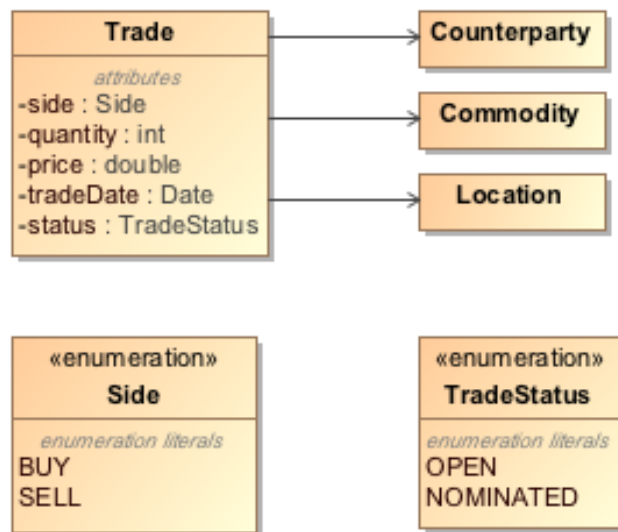 Trade
attributes
-side : Side
-quantity : int
-price : double
-tradeDate : Date
-status : TradeStatus
Counterparty
Commodity
Location
«enumeration»
Side
enumeration literals
BUY
SELL
«enumeration»
TradeStatus
enumeration literals
OPEN
NOMINATED